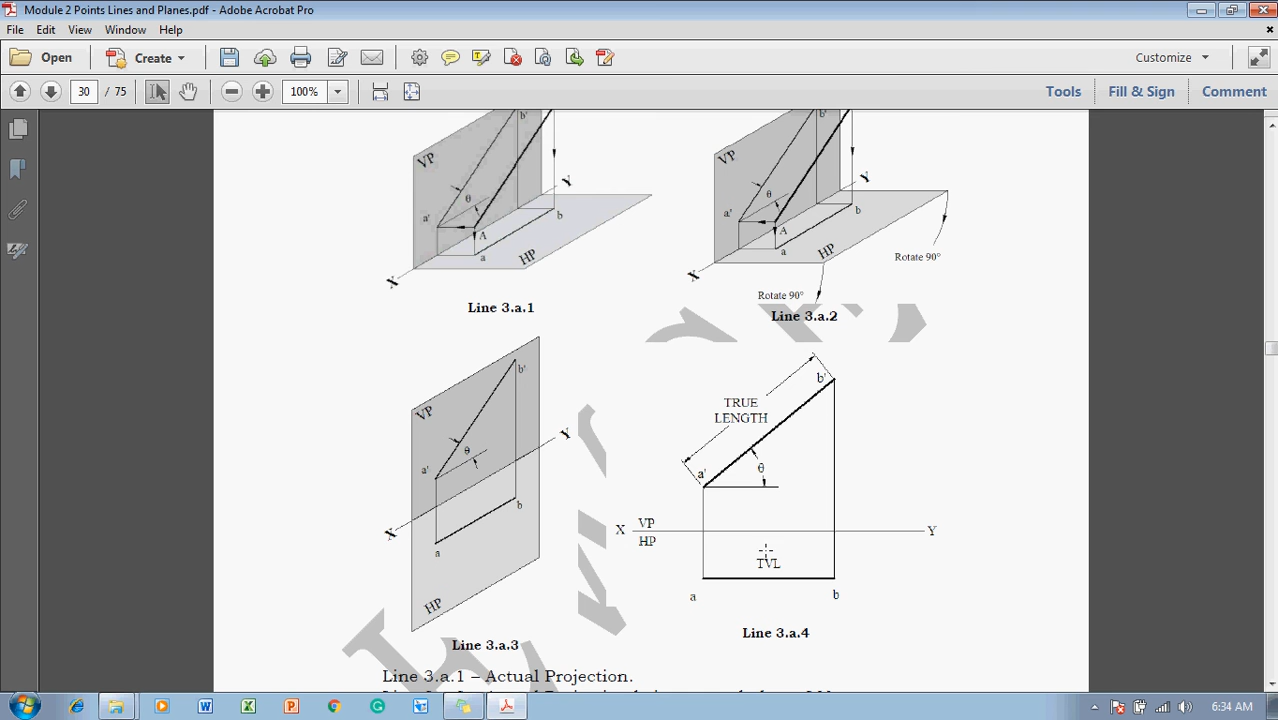 Module 2 Points Lines and Planes.pdf - Adobe Acrobat Pro
File Edit View Window Help
Open Create Customize
30 / 75 100% Tools Fill & Sign Comment
VP b' Y θ a' A b a HP X
Line 3.a.1
VP b' Y θ a' A b a HP X
Rotate 90°
Rotate 90°
Line 3.a.2
b'
VP
Y
θ
a'
b
X
a
HP
Line 3.a.3
b'
TRUE
LENGTH
a'
θ
X VP Y
HP
TVL
a b
Line 3.a.4
Line 3.a.1 – Actual Projection.
6:34 AM